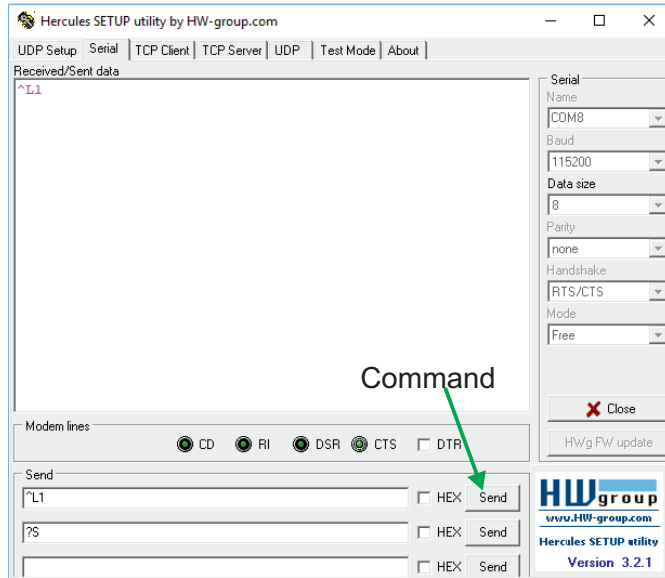 Hercules SETUP utility by HW-group.com
UDP Setup Serial TCP Client TCP Server UDP Test Mode About
Received/Sent data
^L1
Serial
Name
COM8
Baud
115200
Data size
8
Parity
none
Handshake
RTS/CTS
Mode
Free
Command
Close
HWg FW update
Modem lines
CD RI DSR CTS DTR
Send
^L1 HEX Send
?S HEX Send
HEX Send
HW group
www.HW-group.com
Hercules SETUP utility
Version 3.2.1